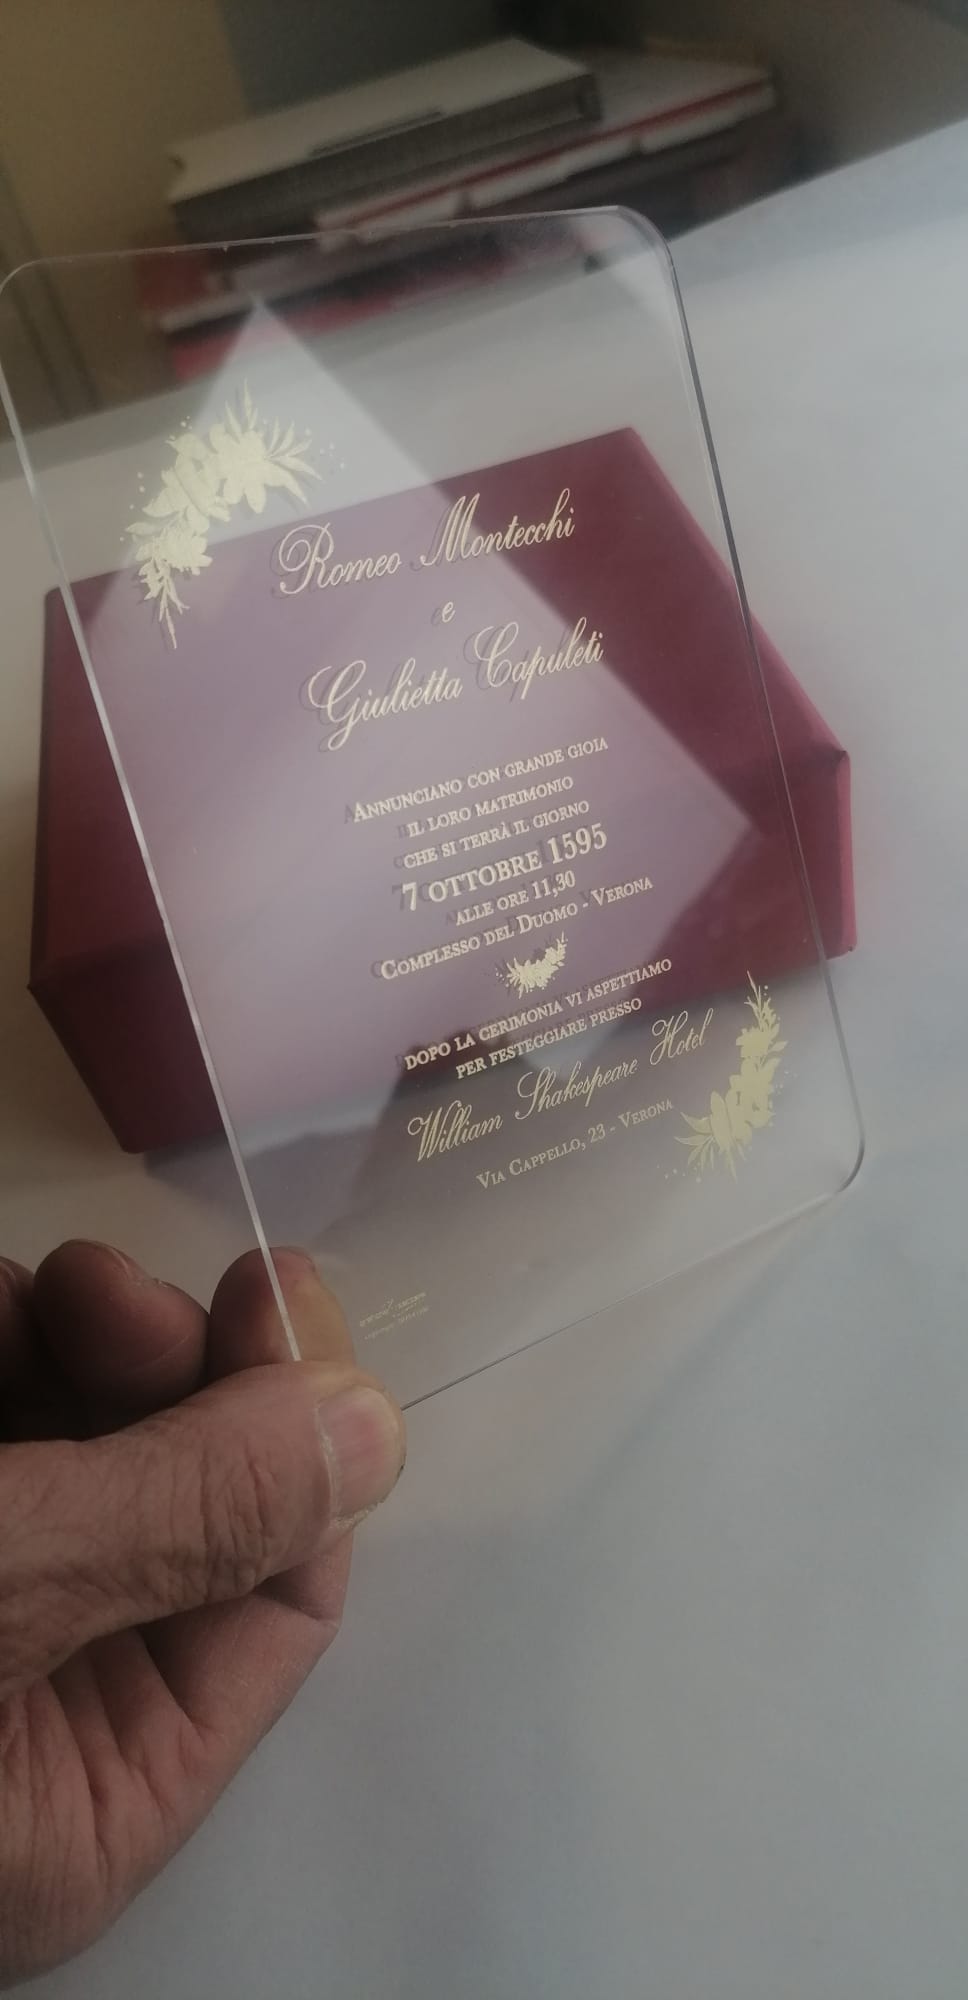 Romeo Montecchi
e
Giulietta Capuleti
Annunciano con grande gioia
il loro matrimonio
che si terrà il giorno
7 ottobre 1595
alle ore 11,30
Complesso del Duomo - Verona
dopo la cerimonia vi aspettiamo
per festeggiare presso
William Shakespeare Hotel
Via Cappello, 23 - Verona